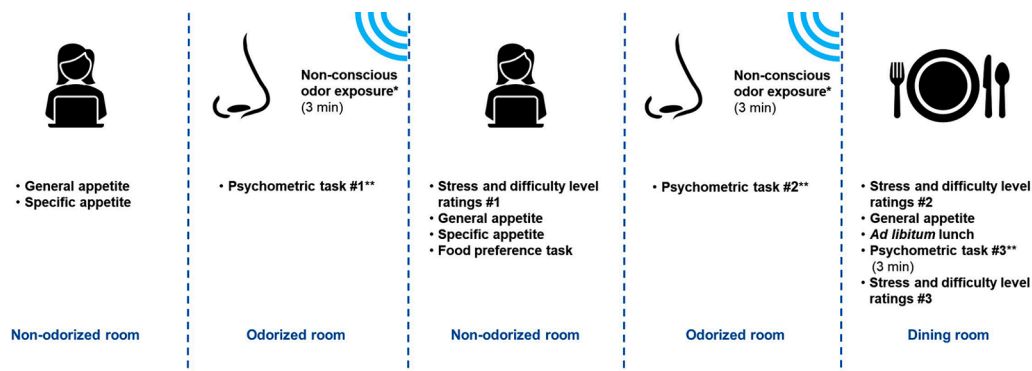 • General appetite
• Specific appetite
Non-odorized room
Non-conscious
odor exposure*
(3 min)
• Psychometric task #1**
Odorized room
• Stress and difficulty level
ratings #1
• General appetite
• Specific appetite
• Food preference task
Non-odorized room
Non-conscious
odor exposure*
(3 min)
• Psychometric task #2**
Odorized room
• Stress and difficulty level
ratings #2
• General appetite
• Ad libitum lunch
• Psychometric task #3**
(3 min)
• Stress and difficulty level
ratings #3
Dining room